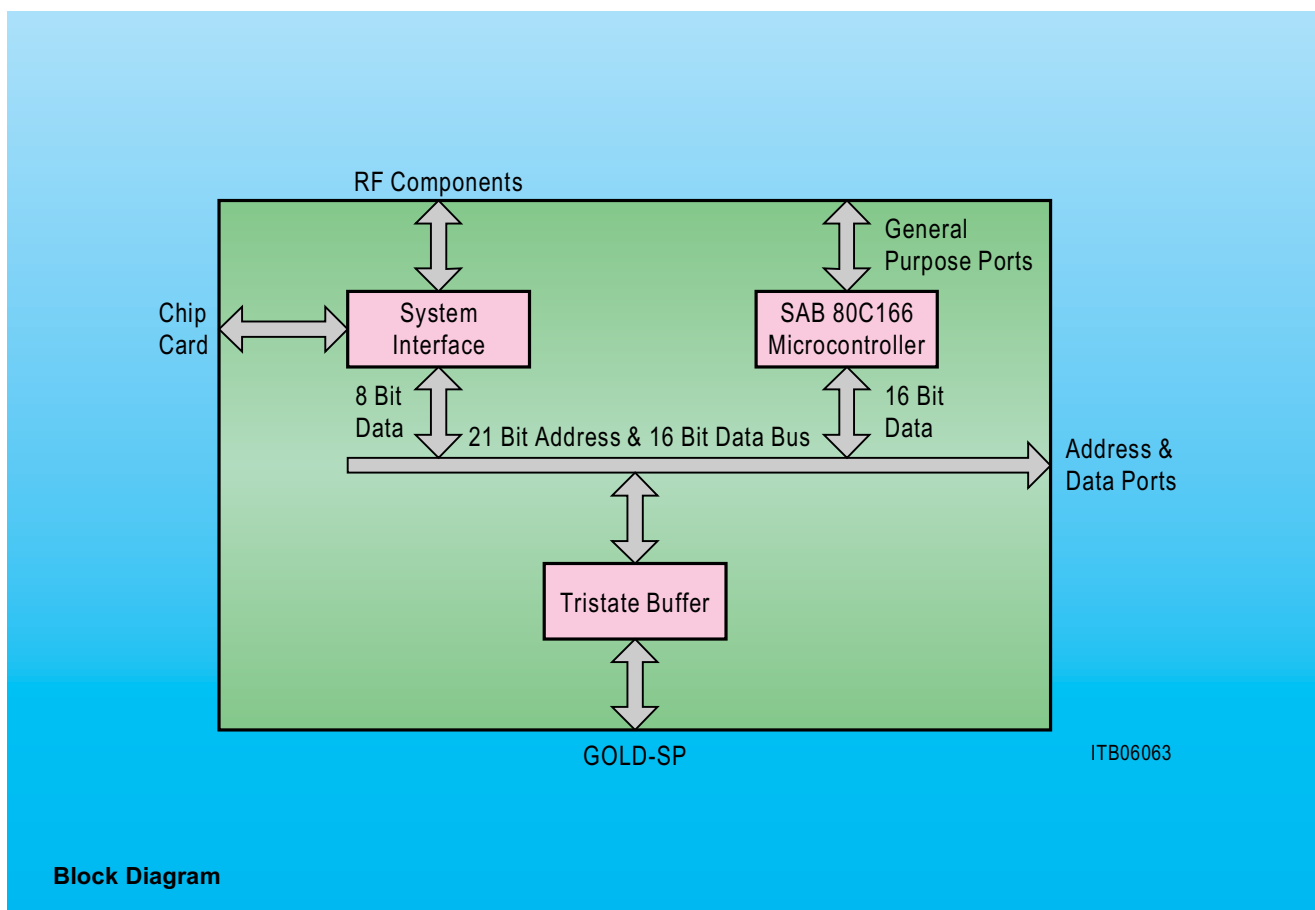 RF Components
General
Purpose Ports
Chip
Card
System
Interface
SAB 80C166
Microcontroller
8 Bit
Data
16 Bit
Data
21 Bit Address & 16 Bit Data Bus
Address &
Data Ports
Tristate Buffer
GOLD-SP
ITB06063
Block Diagram